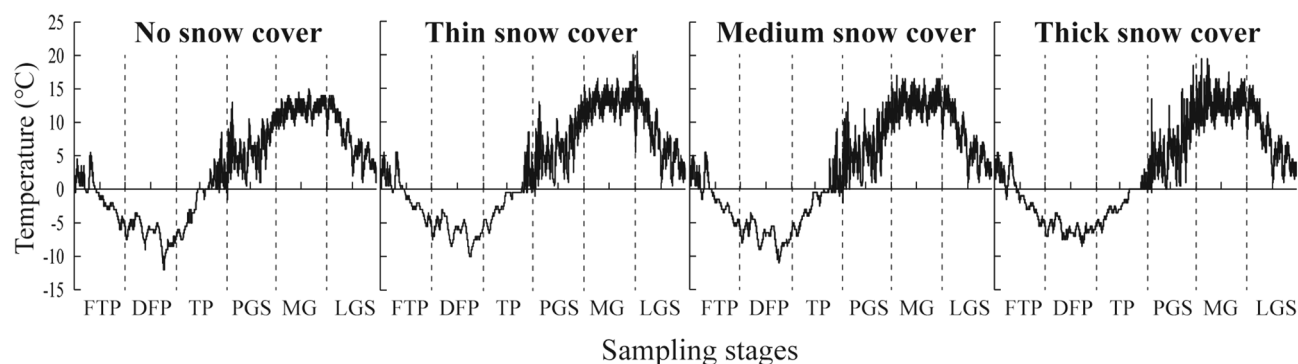 No snow cover
Thin snow cover
Medium snow cover
Thick snow cover
Temperature (℃)
25
20
15
10
5
0
-5
-10
-15
FTP DFP TP PGS MG LGS
FTP DFP TP PGS MG LGS
FTP DFP TP PGS MG LGS
FTP DFP TP PGS MG LGS
Sampling stages